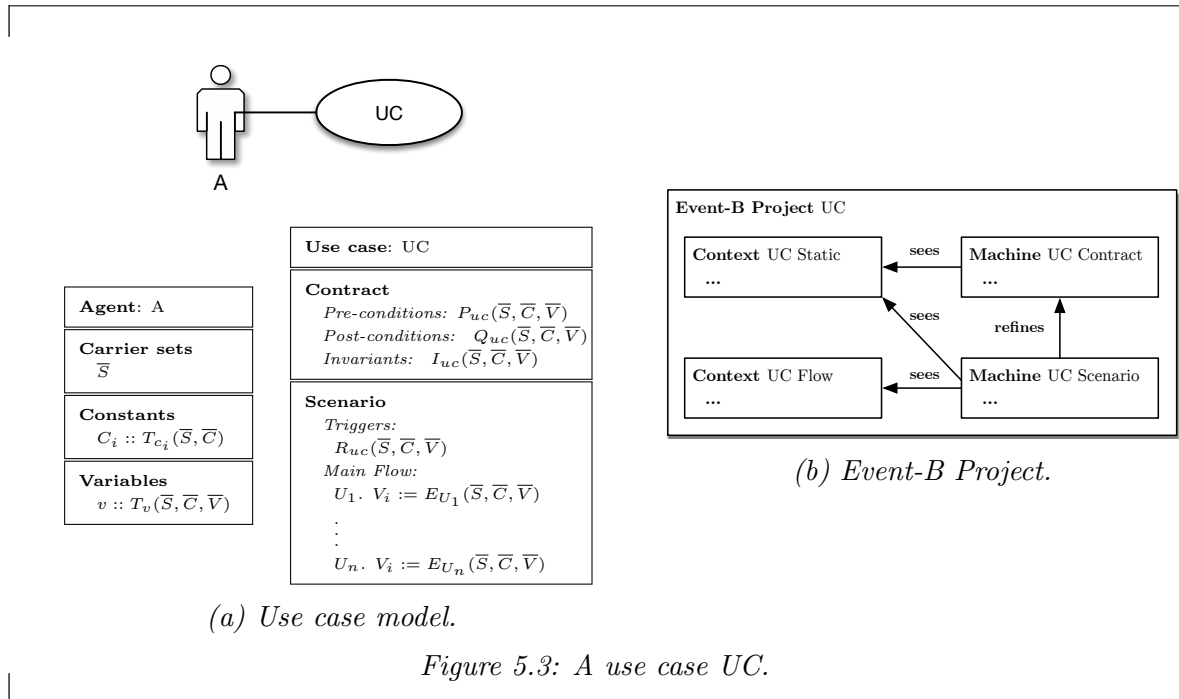 UC
A
Agent: A
Carrier sets
S̅
Constants
C_i :: T_{c_i}(S̅, C̅)
Variables
v :: T_v(S̅, C̅, V̅)
Use case: UC
Contract
Pre-conditions: P_{uc}(S̅, C̅, V̅)
Post-conditions: Q_{uc}(S̅, C̅, V̅)
Invariants: I_{uc}(S̅, C̅, V̅)
Scenario
Triggers:
R_{uc}(S̅, C̅, V̅)
Main Flow:
U_1. V_i := E_{U_1}(S̅, C̅, V̅)
.
.
.
U_n. V_i := E_{U_n}(S̅, C̅, V̅)
(a) Use case model.
Event-B Project UC
Context UC Static
...
sees
Machine UC Contract
...
sees
refines
Context UC Flow
...
sees
Machine UC Scenario
...
(b) Event-B Project.
Figure 5.3: A use case UC.